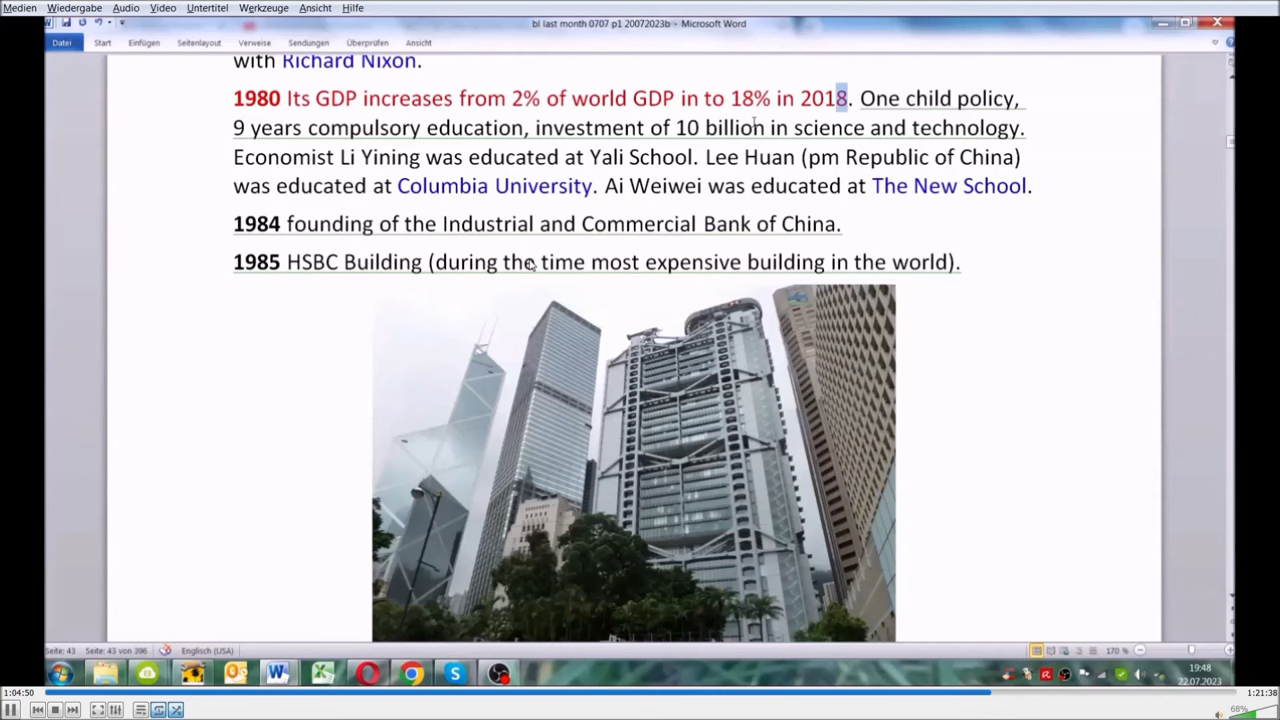 Medien Wiedergabe Audio Video Untertitel Werkzeuge Ansicht Hilfe
bl last month 0707 p1 20072023b - Microsoft Word
Datei Start Einfügen Seitenlayout Verweise Sendungen Überprüfen Ansicht
with Richard Nixon.
1980 Its GDP increases from 2% of world GDP in to 18% in 2018. One child policy,
9 years compulsory education, investment of 10 billion in science and technology.
Economist Li Yining was educated at Yali School. Lee Huan (pm Republic of China)
was educated at Columbia University. Ai Weiwei was educated at The New School.
1984 founding of the Industrial and Commercial Bank of China.
1985 HSBC Building (during the time most expensive building in the world).
Seite: 43 Seite: 43 von 396 Englisch (USA) 170 %
19:48
22.07.2023
1:04:50 1:21:38
68%